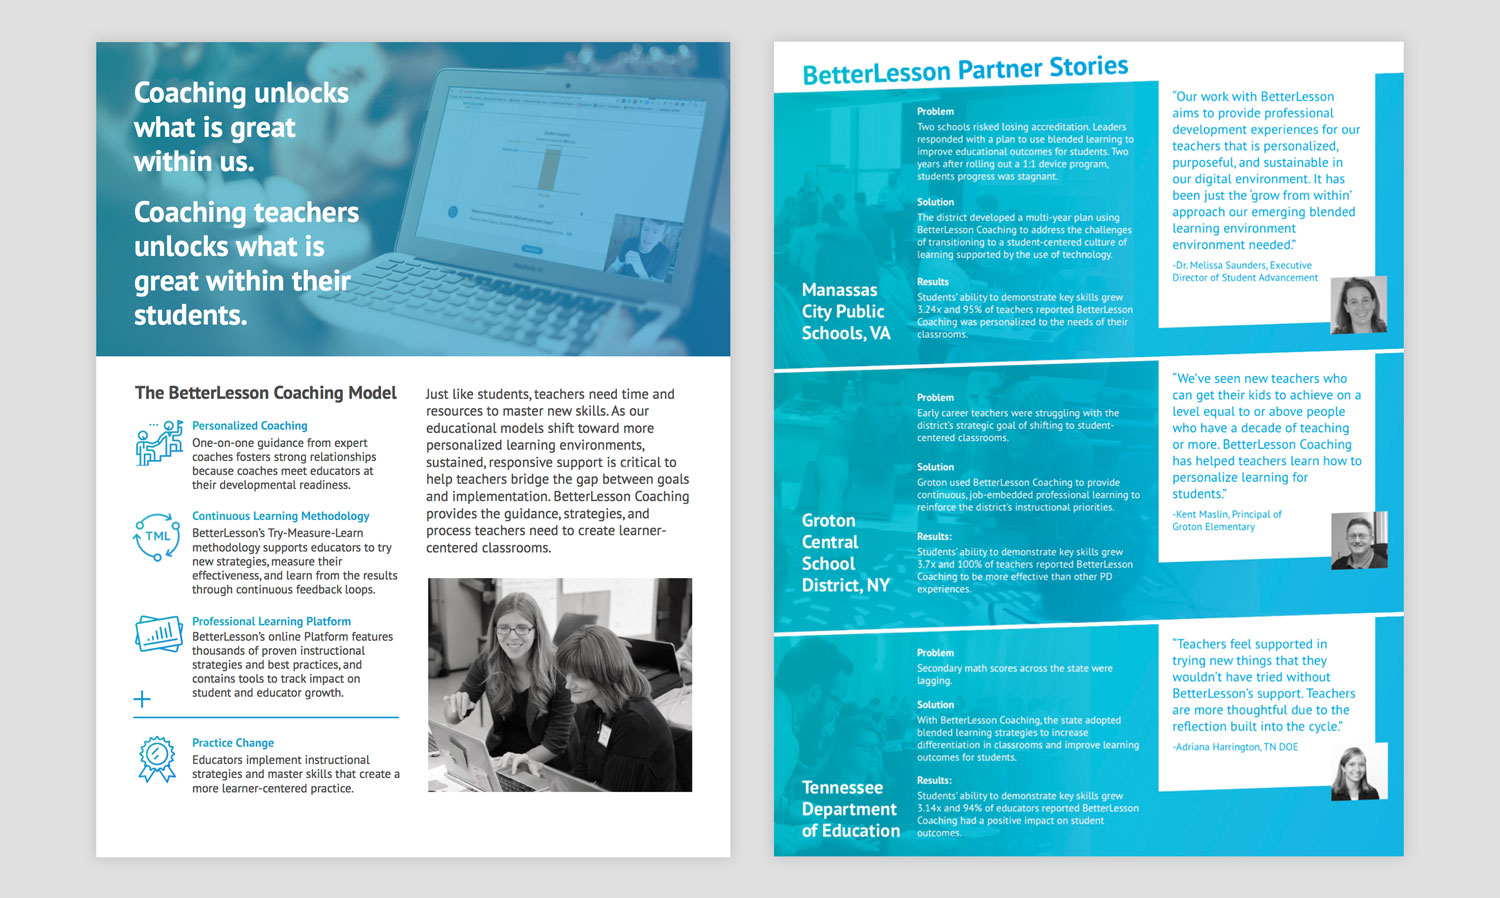 Coaching unlocks
what is great
within us.
Coaching teachers
unlocks what is
great within their
students.
The BetterLesson Coaching Model
Personalized Coaching
One-on-one guidance from expert
coaches fosters strong relationships
because coaches meet educators at
their developmental readiness.
TML
Continuous Learning Methodology
BetterLesson's Try-Measure-Learn
methodology supports educators to try
new strategies, measure their
effectiveness, and learn from the results
through continuous feedback loops.
Professional Learning Platform
BetterLesson's online Platform features
thousands of proven instructional
strategies and best practices, and
contains tools to track impact on
student and educator growth.
+
Practice Change
Educators implement instructional
strategies and master skills that create a
more learner-centered practice.
Just like students, teachers need time and
resources to master new skills. As our
educational models shift toward more
personalized learning environments,
sustained, responsive support is critical to
help teachers bridge the gap between goals
and implementation. BetterLesson Coaching
provides the guidance, strategies, and
process teachers need to create learner-
centered classrooms.
BetterLesson Partner Stories
Manassas
City Public
Schools, VA
Problem
Two schools risked losing accreditation. Leaders
responded with a plan to use blended learning to
improve educational outcomes for students. Two
years after rolling out a 1:1 device program,
students progress was stagnant.
Solution
The district developed a multi-year plan using
BetterLesson Coaching to address the challenges
of transitioning to a student-centered culture of
learning supported by the use of technology.
Results
Students' ability to demonstrate key skills grew
3.24x and 95% of teachers reported BetterLesson
Coaching was personalized to the needs of their
classrooms.
"Our work with BetterLesson
aims to provide professional
development experiences for our
teachers that is personalized,
purposeful, and sustainable in
our digital environment. It has
been just the 'grow from within'
approach our emerging blended
learning environment
environment needed."
-Dr. Melissa Saunders, Executive
Director of Student Advancement
Groton
Central
School
District, NY
Problem
Early career teachers were struggling with the
district's strategic goal of shifting to student-
centered classrooms.
Solution
Groton used BetterLesson Coaching to provide
continuous, job-embedded professional learning to
reinforce the district's instructional priorities.
Results:
Students' ability to demonstrate key skills grew
3.7x and 100% of teachers reported BetterLesson
Coaching to be more effective than other PD
experiences.
"We've seen new teachers who
can get their kids to achieve on a
level equal to or above people
who have a decade of teaching
or more. BetterLesson Coaching
has helped teachers learn how to
personalize learning for
students."
-Kent Maslin, Principal of
Groton Elementary
Tennessee
Department
of Education
Problem
Secondary math scores across the state were
lagging.
Solution
With BetterLesson Coaching, the state adopted
blended learning strategies to increase
differentiation in classrooms and improve learning
outcomes for students.
Results:
Students' ability to demonstrate key skills grew
3.14x and 94% of educators reported BetterLesson
Coaching had a positive impact on student
outcomes.
"Teachers feel supported in
trying new things that they
wouldn't have tried without
BetterLesson's support. Teachers
are more thoughtful due to the
reflection built into the cycle."
-Adriana Harrington, TN DOE